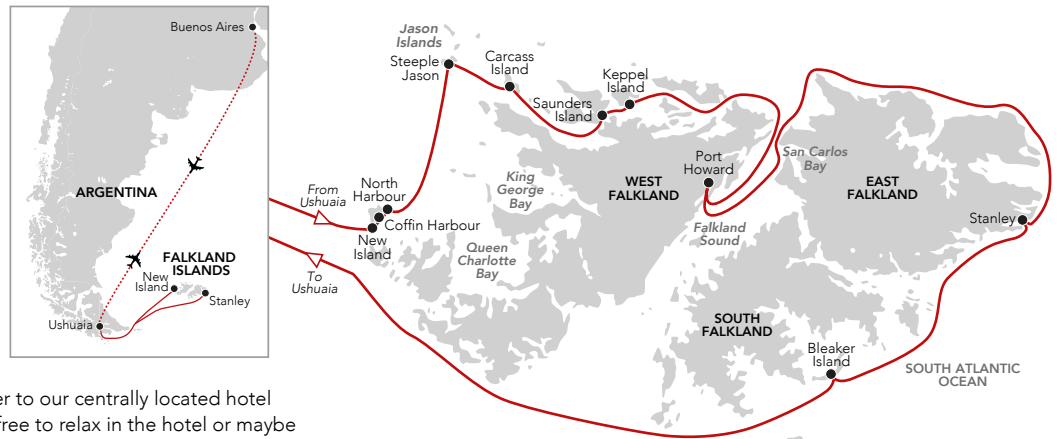 Buenos Aires
ARGENTINA
FALKLAND
ISLANDS
New
Island
Stanley
Ushuaia
Jason
Islands
Steeple
Jason
Carcass
Island
Keppel
Island
Saunders
Island
From
Ushuaia
North
Harbour
Coffin Harbour
New
Island
To
Ushuaia
King
George
Bay
Queen
Charlotte
Bay
WEST
FALKLAND
Port
Howard
Falkland
Sound
San Carlos
Bay
EAST
FALKLAND
Stanley
SOUTH
FALKLAND
Bleaker
Island
SOUTH ATLANTIC
OCEAN
er to our centrally located hotel
free to relax in the hotel or maybe